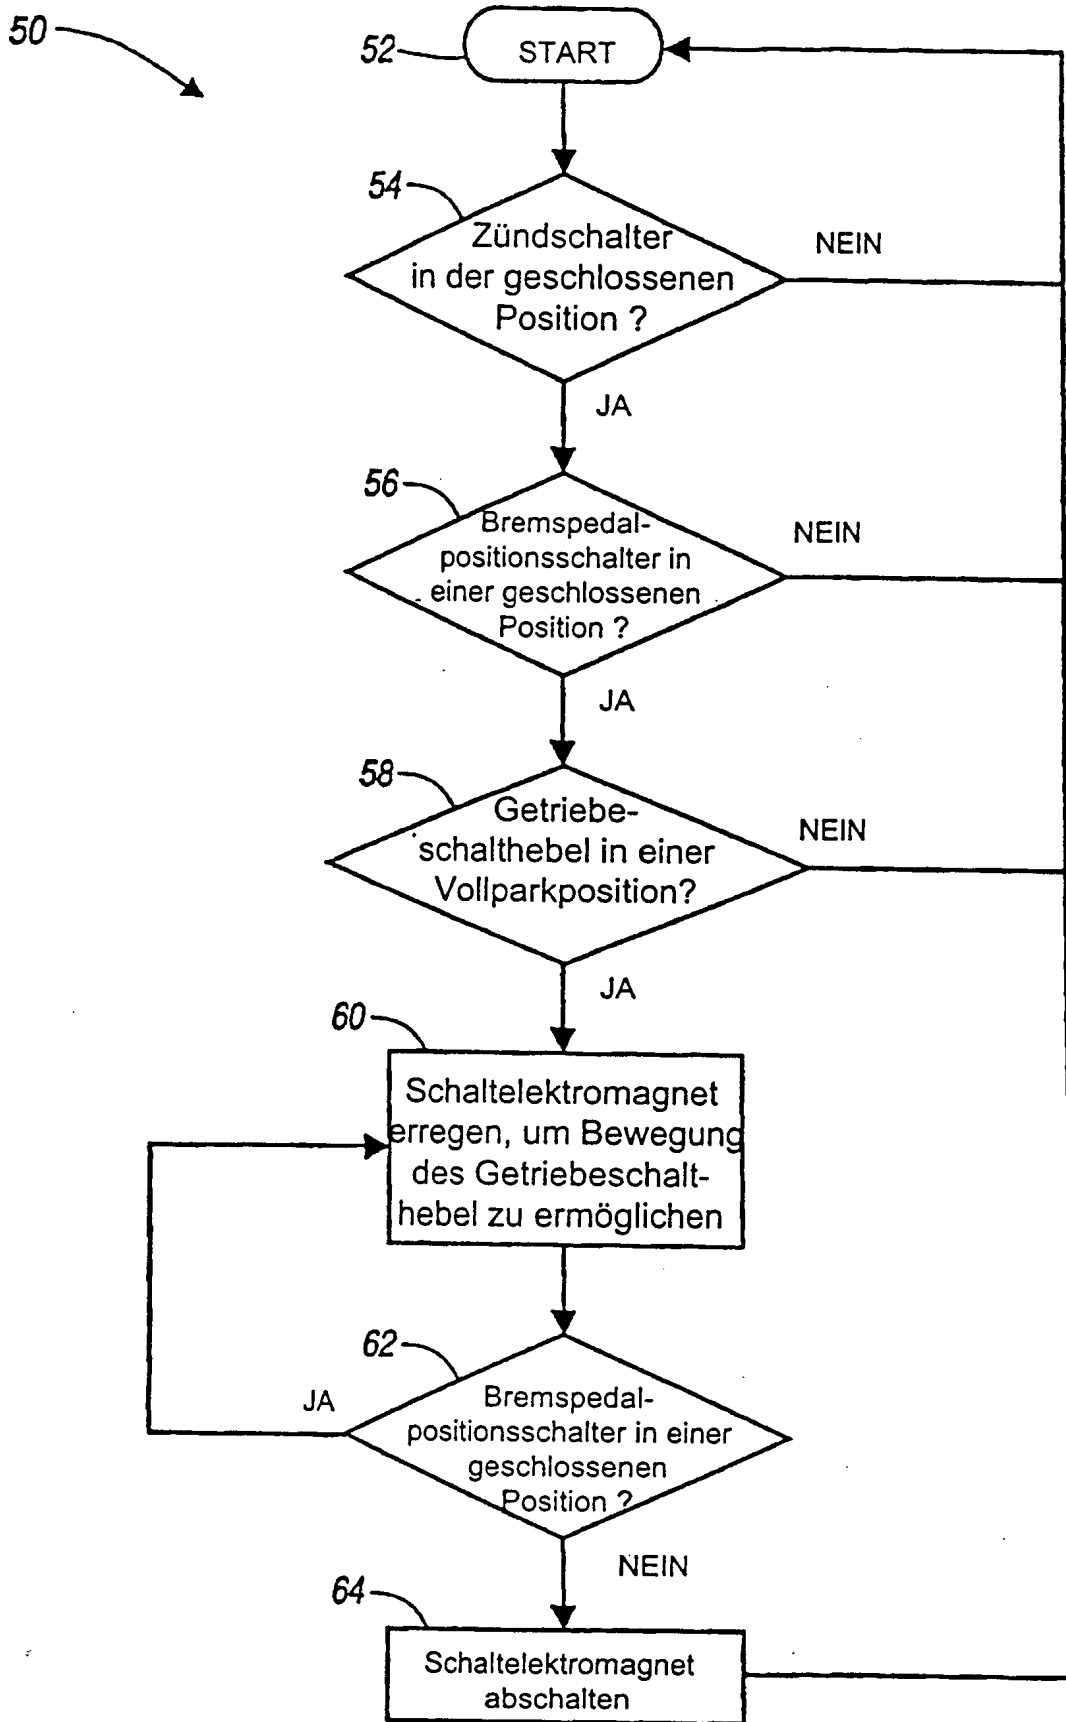 50
52
START
54
Zündschalter
in der geschlossenen
Position ?
NEIN
JA
56
Bremspedal-
positionsschalter in
einer geschlossenen
Position ?
NEIN
JA
58
Getriebe-
schalthebel in einer
Vollparkposition?
NEIN
JA
60
Schaltelektromagnet
erregen, um Bewegung
des Getriebeschalt-
hebel zu ermöglichen
62
JA
Bremspedal-
positionsschalter in einer
geschlossenen
Position ?
NEIN
64
Schaltelektromagnet
abschalten